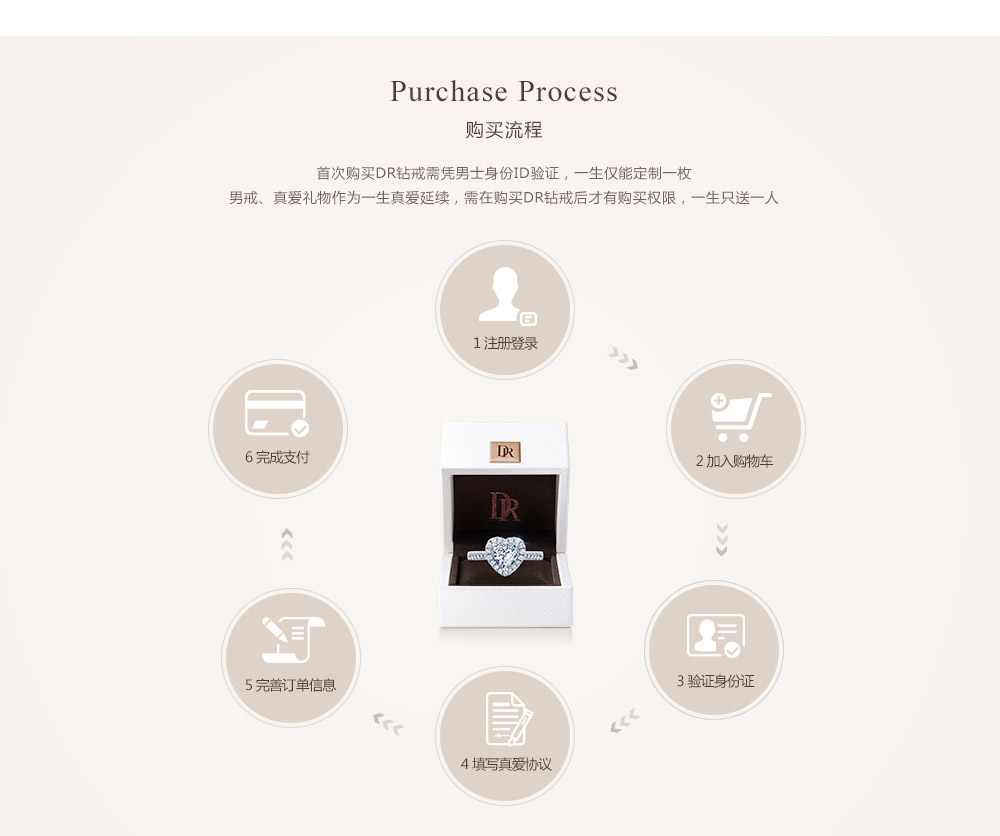 Purchase Process
购买流程
首次购买DR钻戒需凭男士身份ID验证，一生仅能定制一枚
男戒、真爱礼物作为一生真爱延续，需在购买DR钻戒后才有购买权限，一生只送一人
1 注册登录
2 加入购物车
3 验证身份证
4 填写真爱协议
5 完善订单信息
6 完成支付
DR
DR